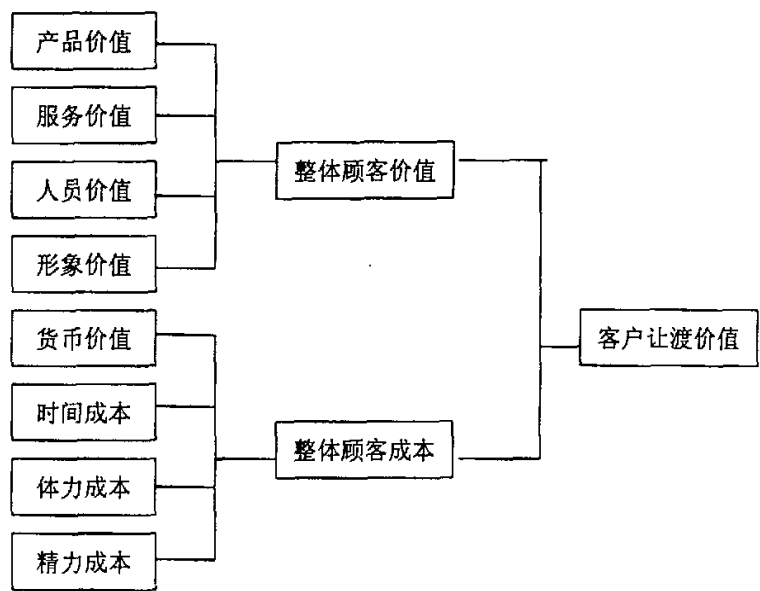 产品价值
服务价值
人员价值
形象价值
货币价值
时间成本
体力成本
精力成本
整体顾客价值
整体顾客成本
客户让渡价值